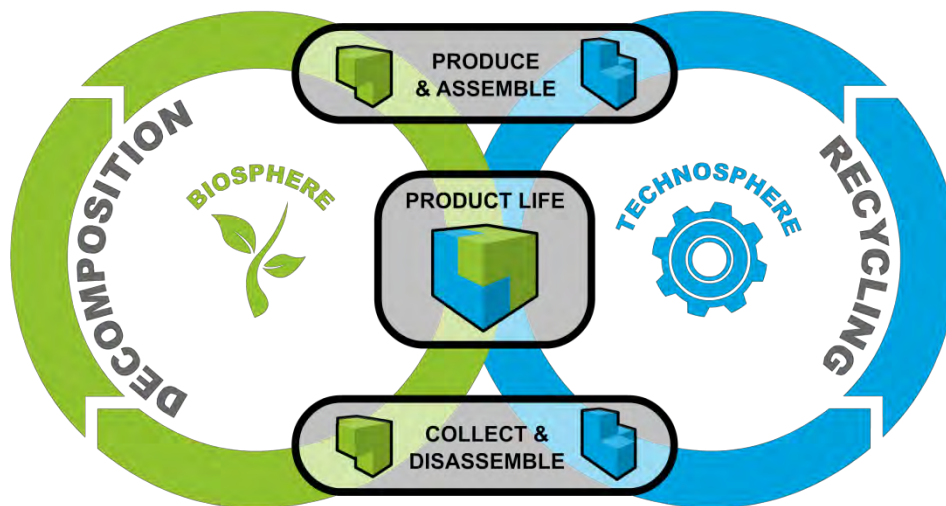 PRODUCE
& ASSEMBLE
DECOMPOSITION
BIOSPHERE
PRODUCT LIFE
TECHNOSPHERE
RECYCLING
COLLECT &
DISASSEMBLE